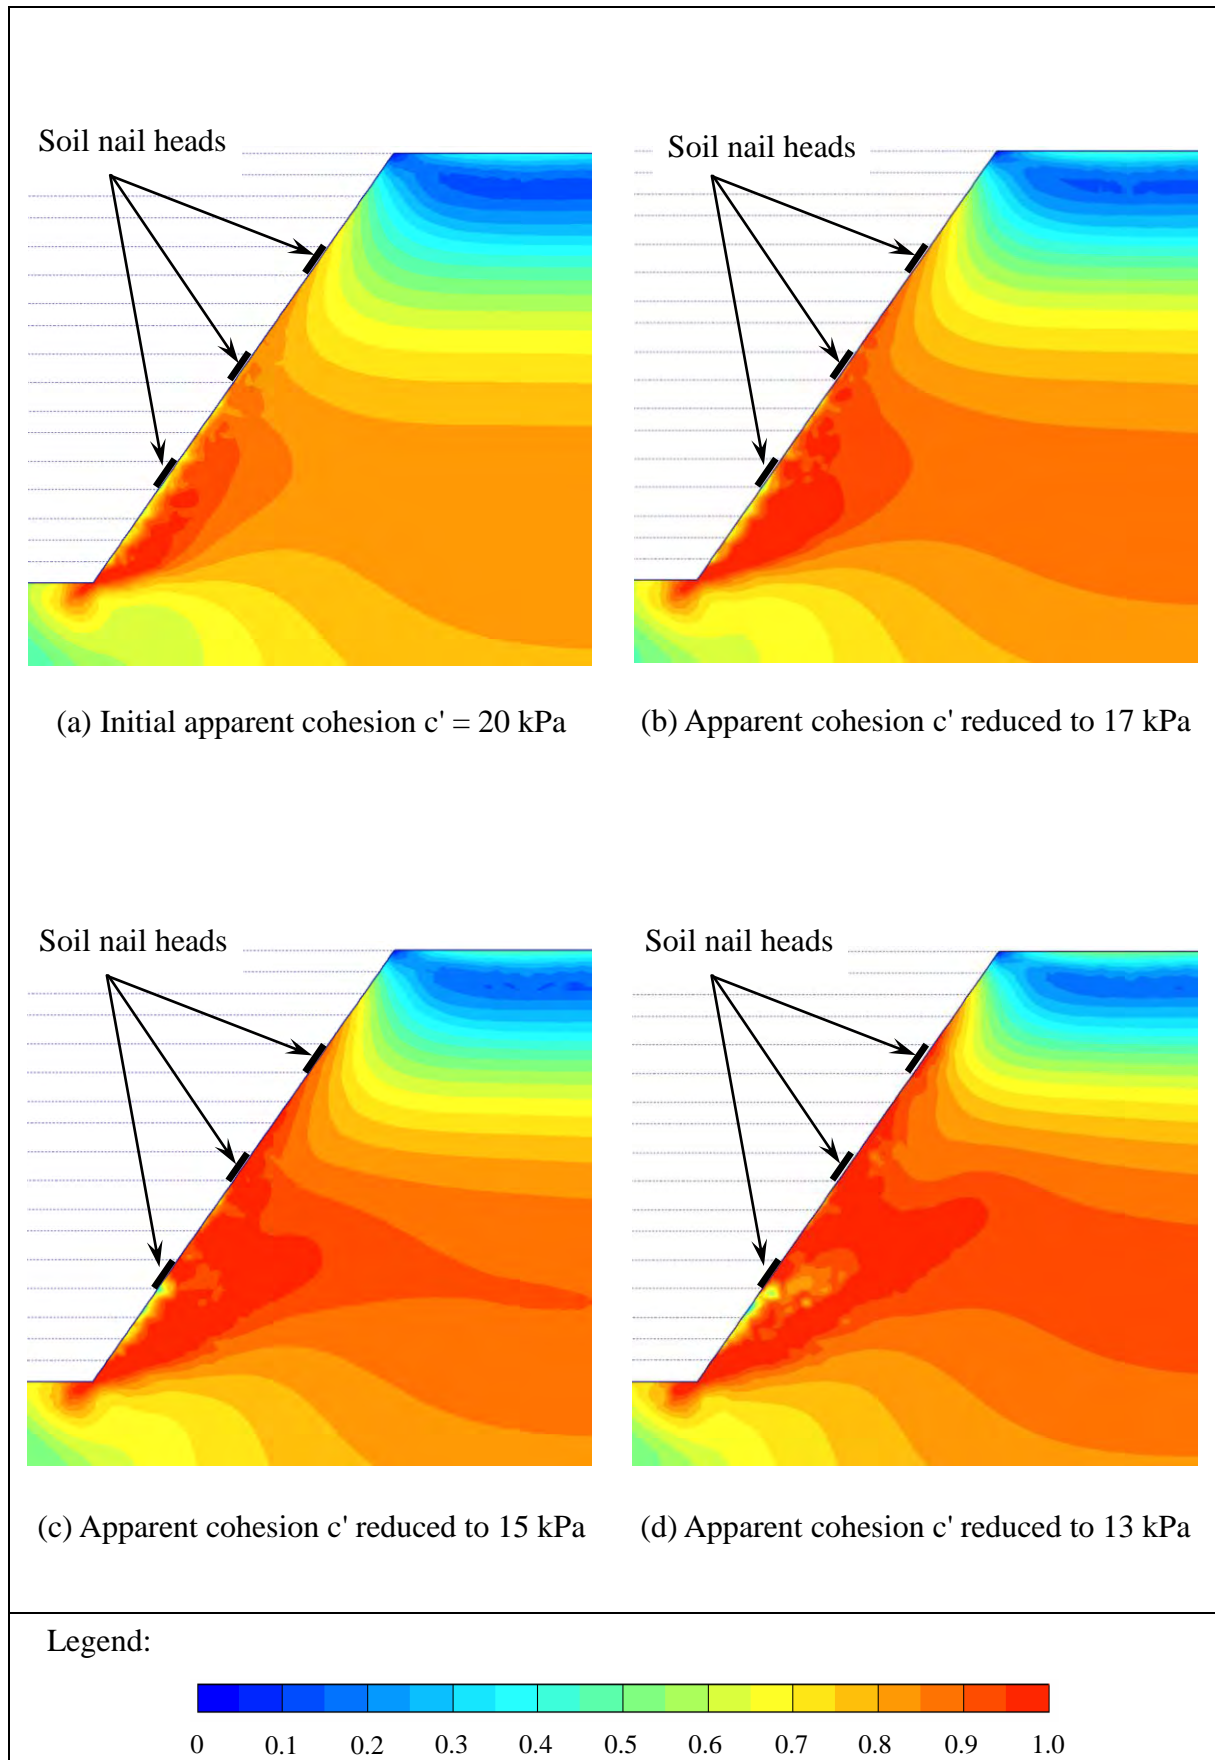 Soil nail heads
Soil nail heads
(a) Initial apparent cohesion c' = 20 kPa
(b) Apparent cohesion c' reduced to 17 kPa
Soil nail heads
Soil nail heads
(c) Apparent cohesion c' reduced to 15 kPa
(d) Apparent cohesion c' reduced to 13 kPa
Legend:
0 0.1 0.2 0.3 0.4 0.5 0.6 0.7 0.8 0.9 1.0